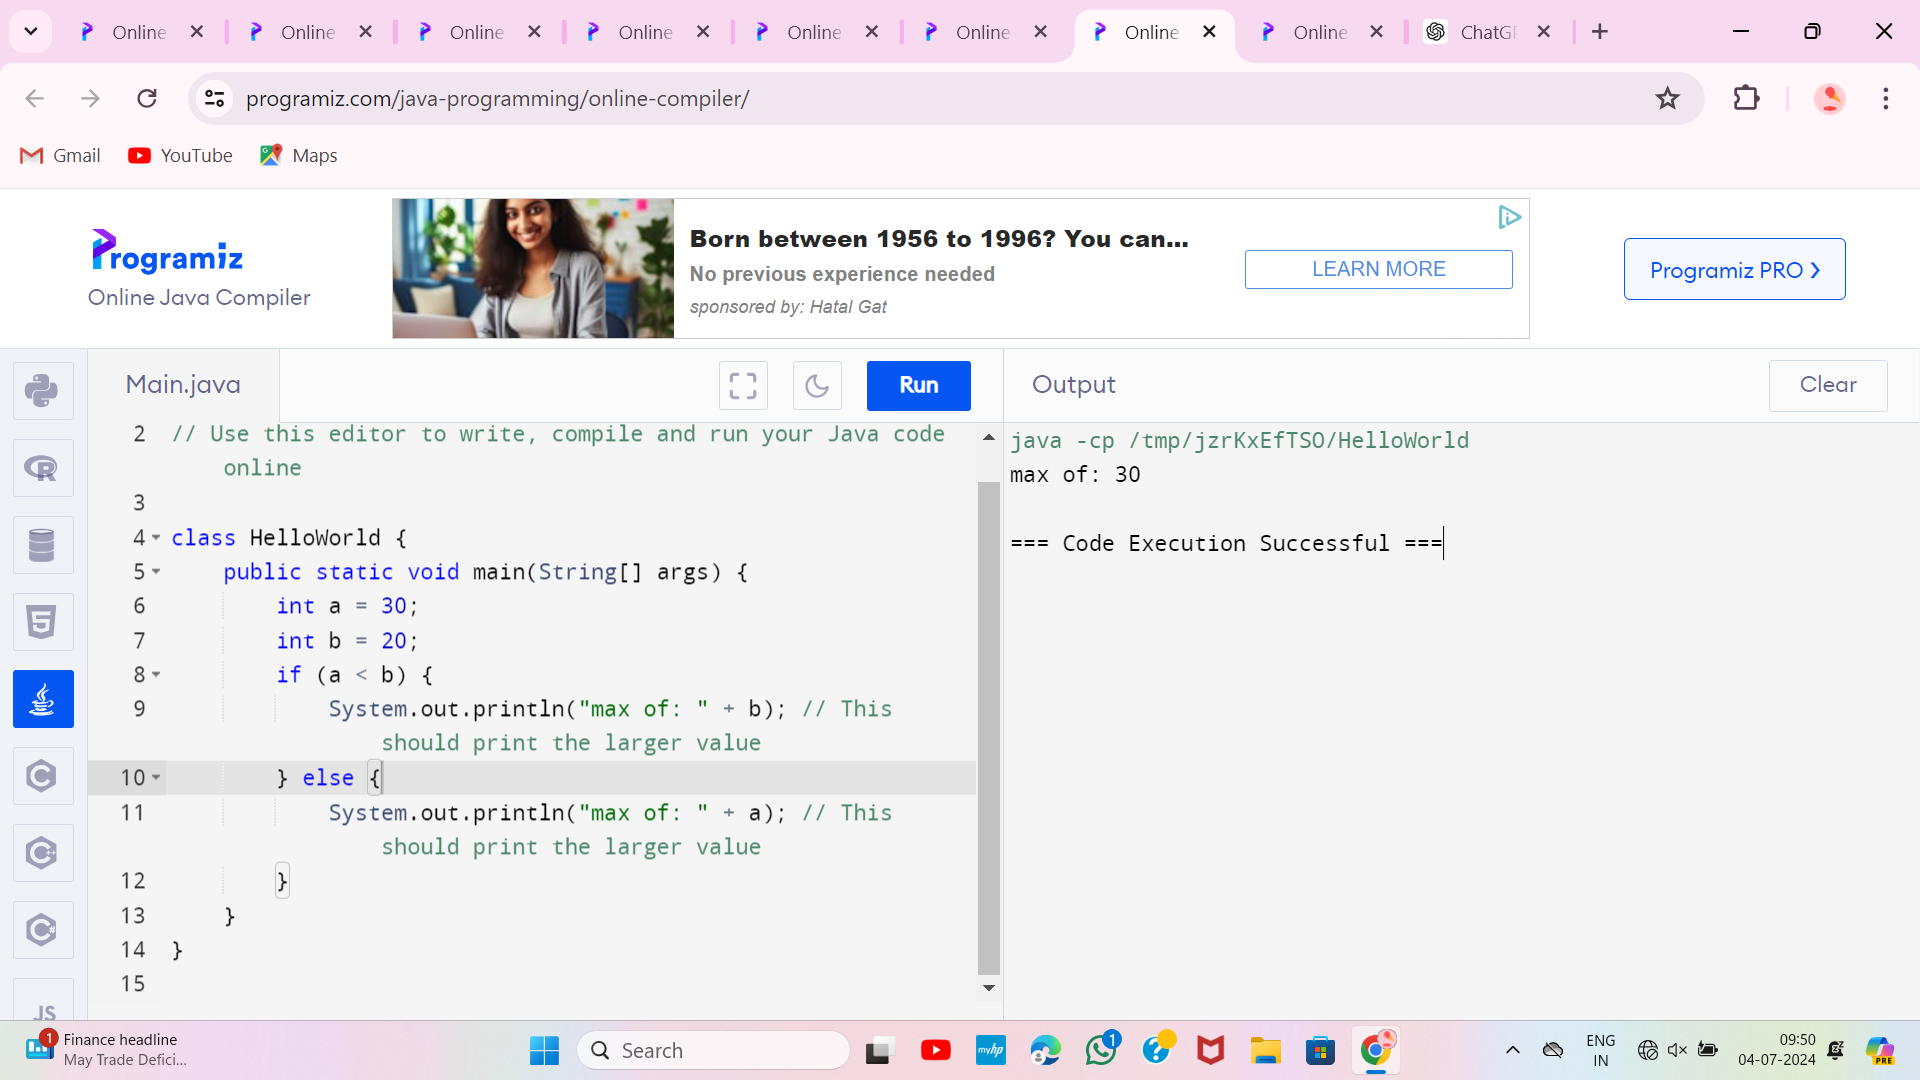 Online
Online
Online
Online
Online
Online
Online
Online
ChatGP
programiz.com/java-programming/online-compiler/
Gmail
YouTube
Maps
Programiz
Online Java Compiler
Born between 1956 to 1996? You can...
No previous experience needed
sponsored by: Hatal Gat
LEARN MORE
Programiz PRO ❯
Main.java
Run
Output
Clear
2 // Use this editor to write, compile and run your Java code
online
3
4 class HelloWorld {
5 public static void main(String[] args) {
6 int a = 30;
7 int b = 20;
8 if (a < b) {
9 System.out.println("max of: " + b); // This
should print the larger value
10 } else {
11 System.out.println("max of: " + a); // This
should print the larger value
12 }
13 }
14 }
15
java -cp /tmp/jzrKxEfTSO/HelloWorld
max of: 30
=== Code Execution Successful ===
JS
1
Finance headline
May Trade Defici...
Search
myhp
1
ENG
IN
09:50
04-07-2024
PRE